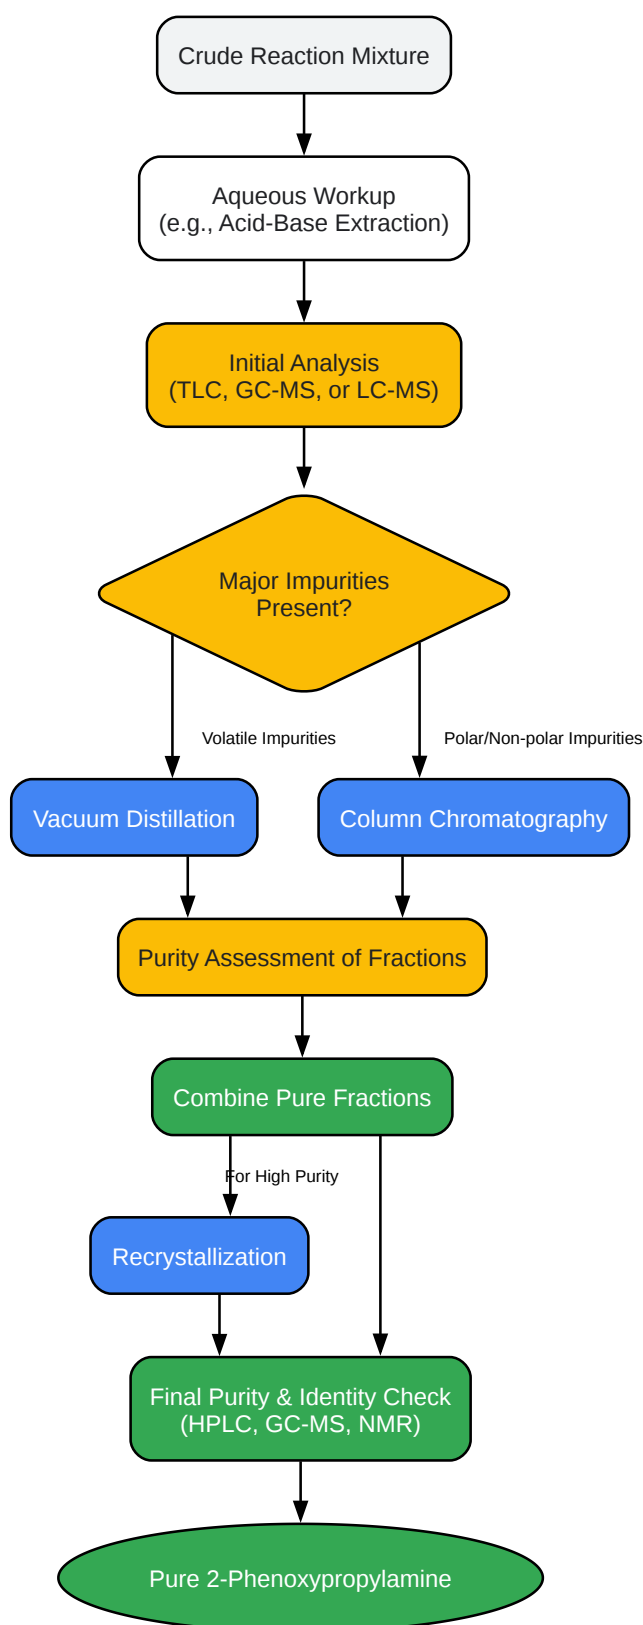 Crude Reaction Mixture
Aqueous Workup
(e.g., Acid-Base Extraction)
Initial Analysis
(TLC, GC-MS, or LC-MS)
Major Impurities
Present?
Volatile Impurities
Polar/Non-polar Impurities
Vacuum Distillation
Column Chromatography
Purity Assessment of Fractions
Combine Pure Fractions
For High Purity
Recrystallization
Final Purity & Identity Check
(HPLC, GC-MS, NMR)
Pure 2-Phenoxypropylamine